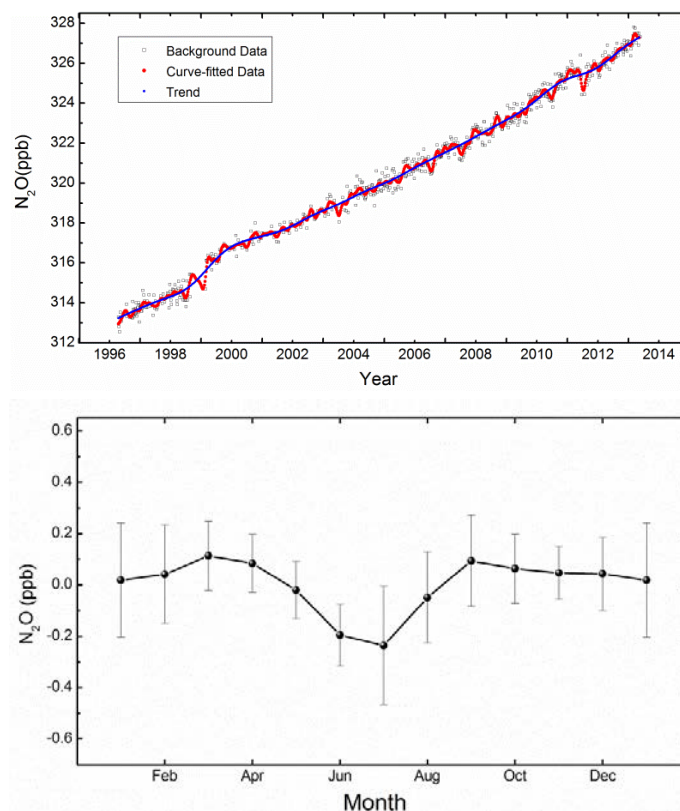 328
326
324
322
320
318
316
314
312
N₂O(ppb)
Background Data
Curve-fitted Data
Trend
1996 1998 2000 2002 2004 2006 2008 2010 2012 2014
Year
0.6
0.4
0.2
0.0
-0.2
-0.4
-0.6
N₂O (ppb)
Feb Apr Jun Aug Oct Dec
Month